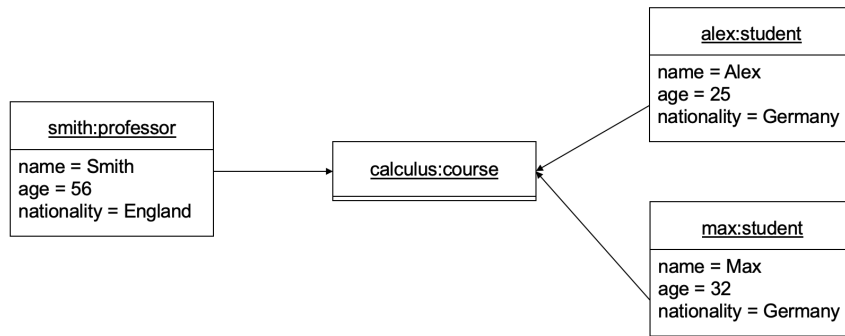 smith:professor
name = Smith
age = 56
nationality = England
calculus:course
alex:student
name = Alex
age = 25
nationality = Germany
max:student
name = Max
age = 32
nationality = Germany